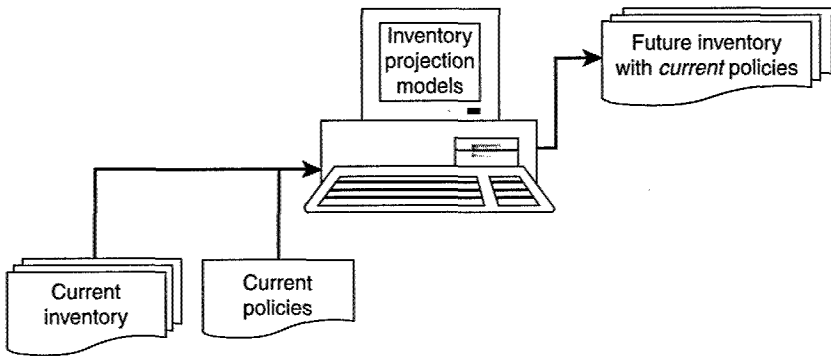 Inventory
projection
models
Future inventory
with current policies
Current
inventory
Current
policies